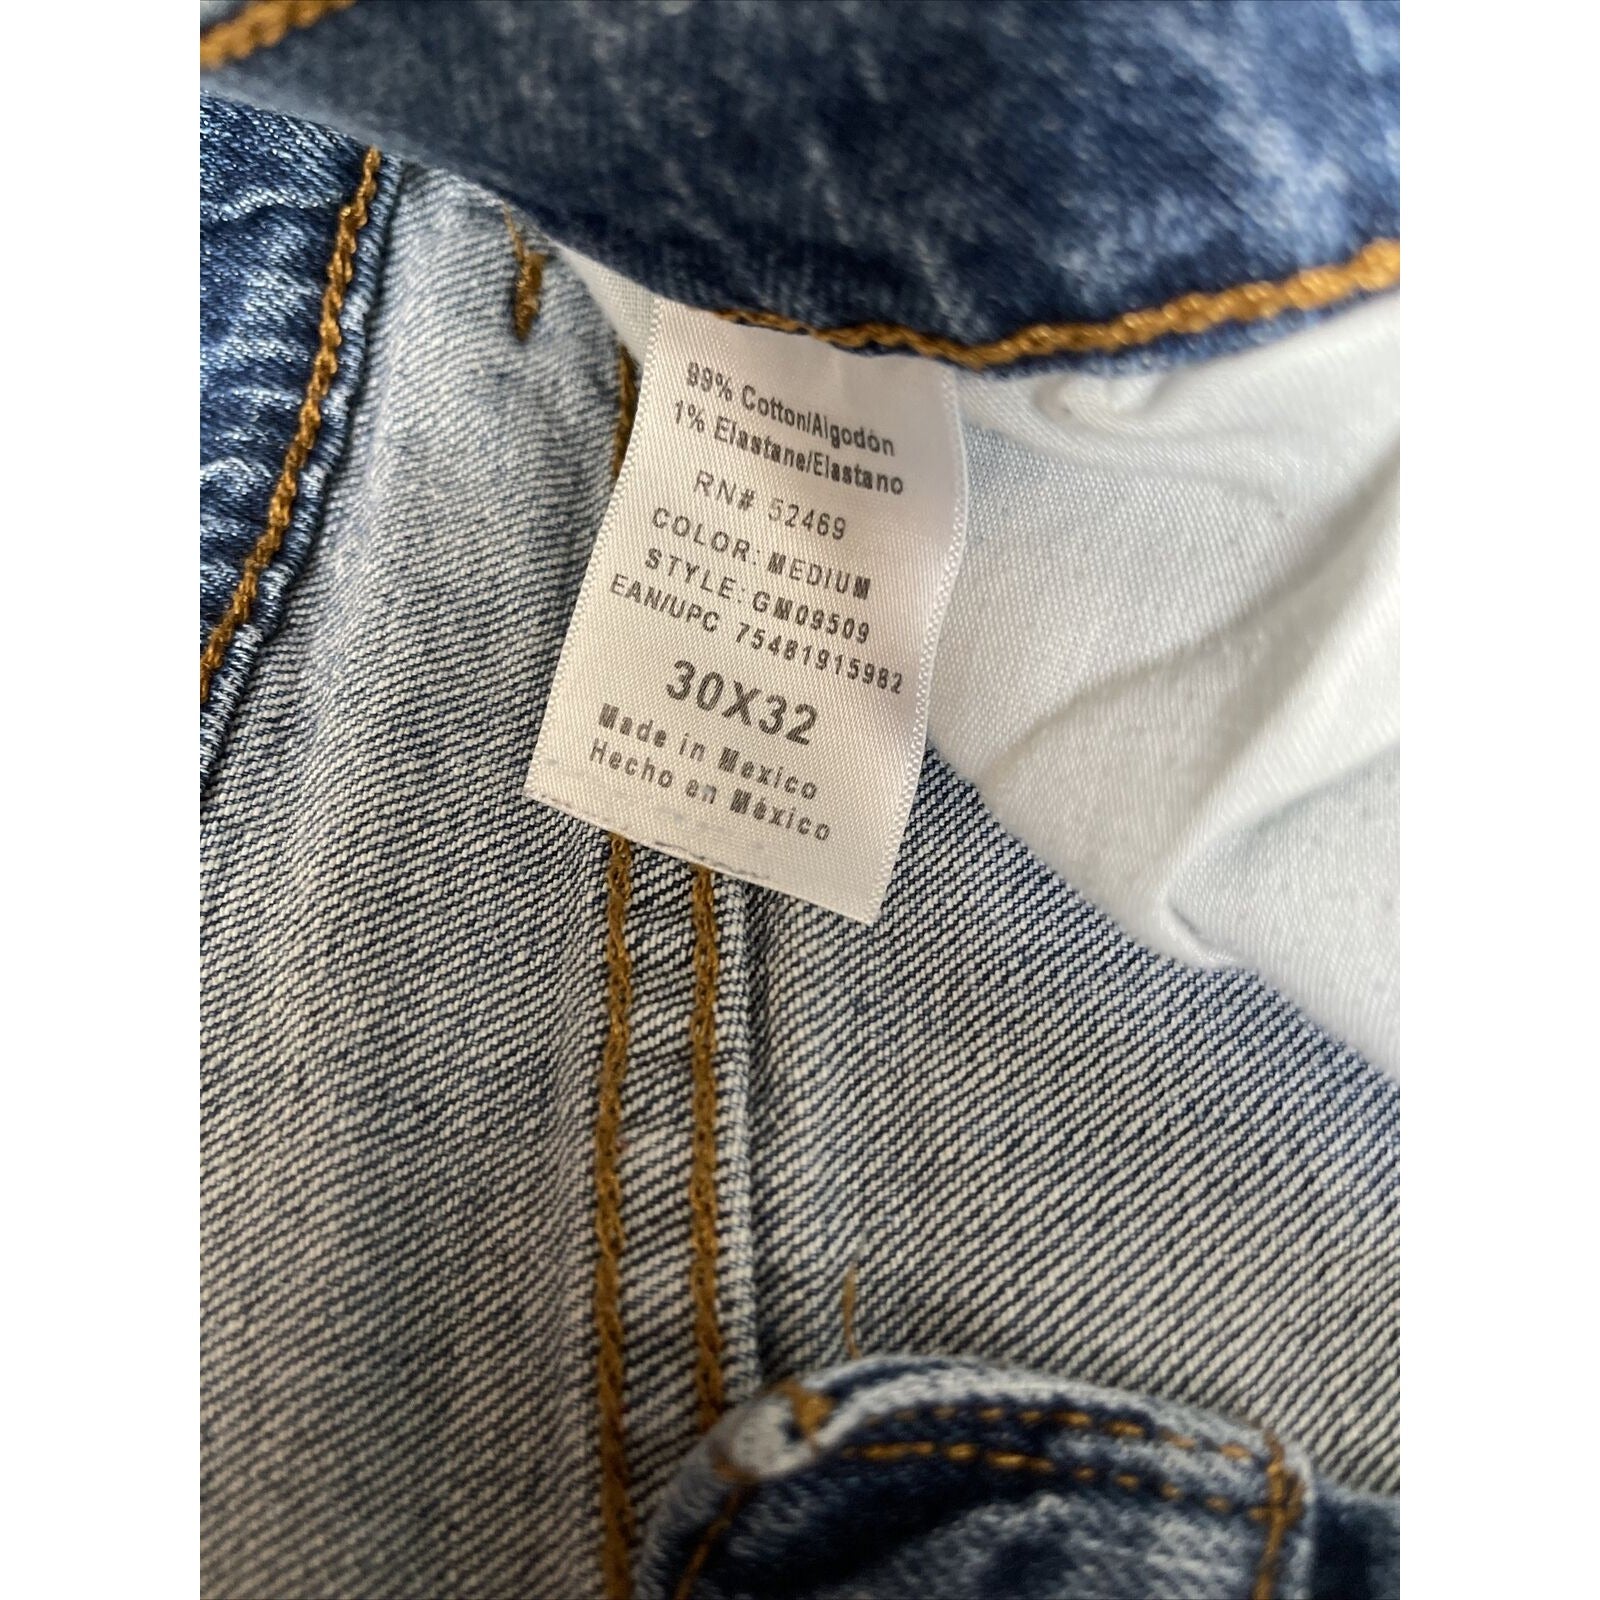 99% Cotton/Algodón
1% Elastane/Elastano
RN# 52469
COLOR: MEDIUM
STYLE: GM09509
EAN/UPC 75481915982
30X32
Made in Mexico
Hecho en México